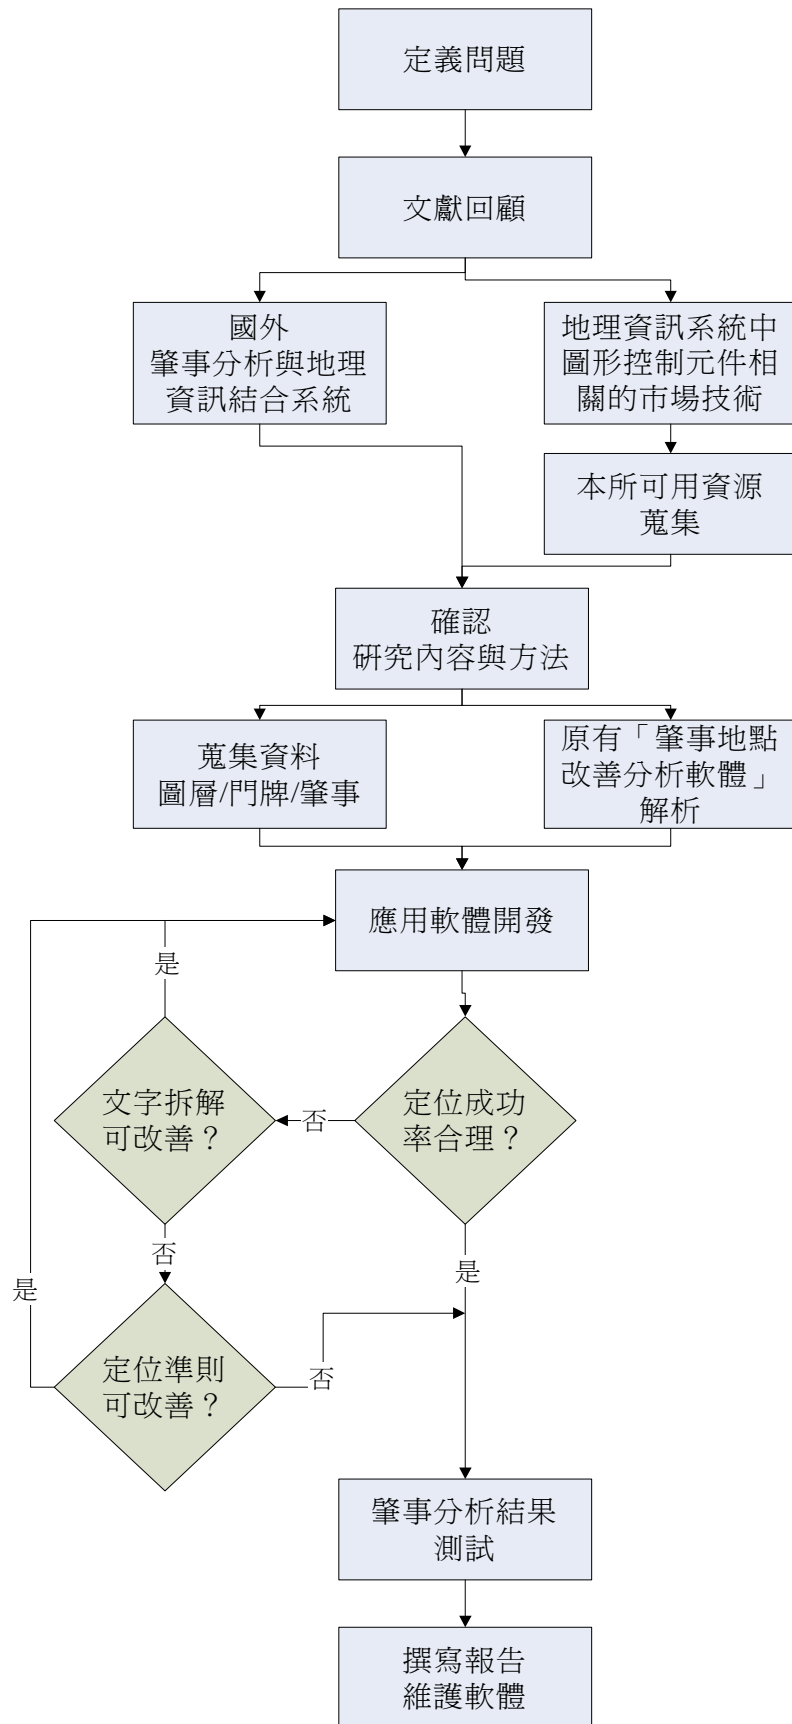 定義問題
文獻回顧
國外
肇事分析與地理
資訊結合系統
地理資訊系統中
圖形控制元件相
關的市場技術
本所可用資源
蒐集
確認
研究內容與方法
蒐集資料
圖層/門牌/肇事
原有「肇事地點
改善分析軟體」
解析
應用軟體開發
是
文字拆解
可改善？
否
定位成功
率合理？
否
是
是
定位準則
可改善？
否
肇事分析結果
測試
撰寫報告
維護軟體